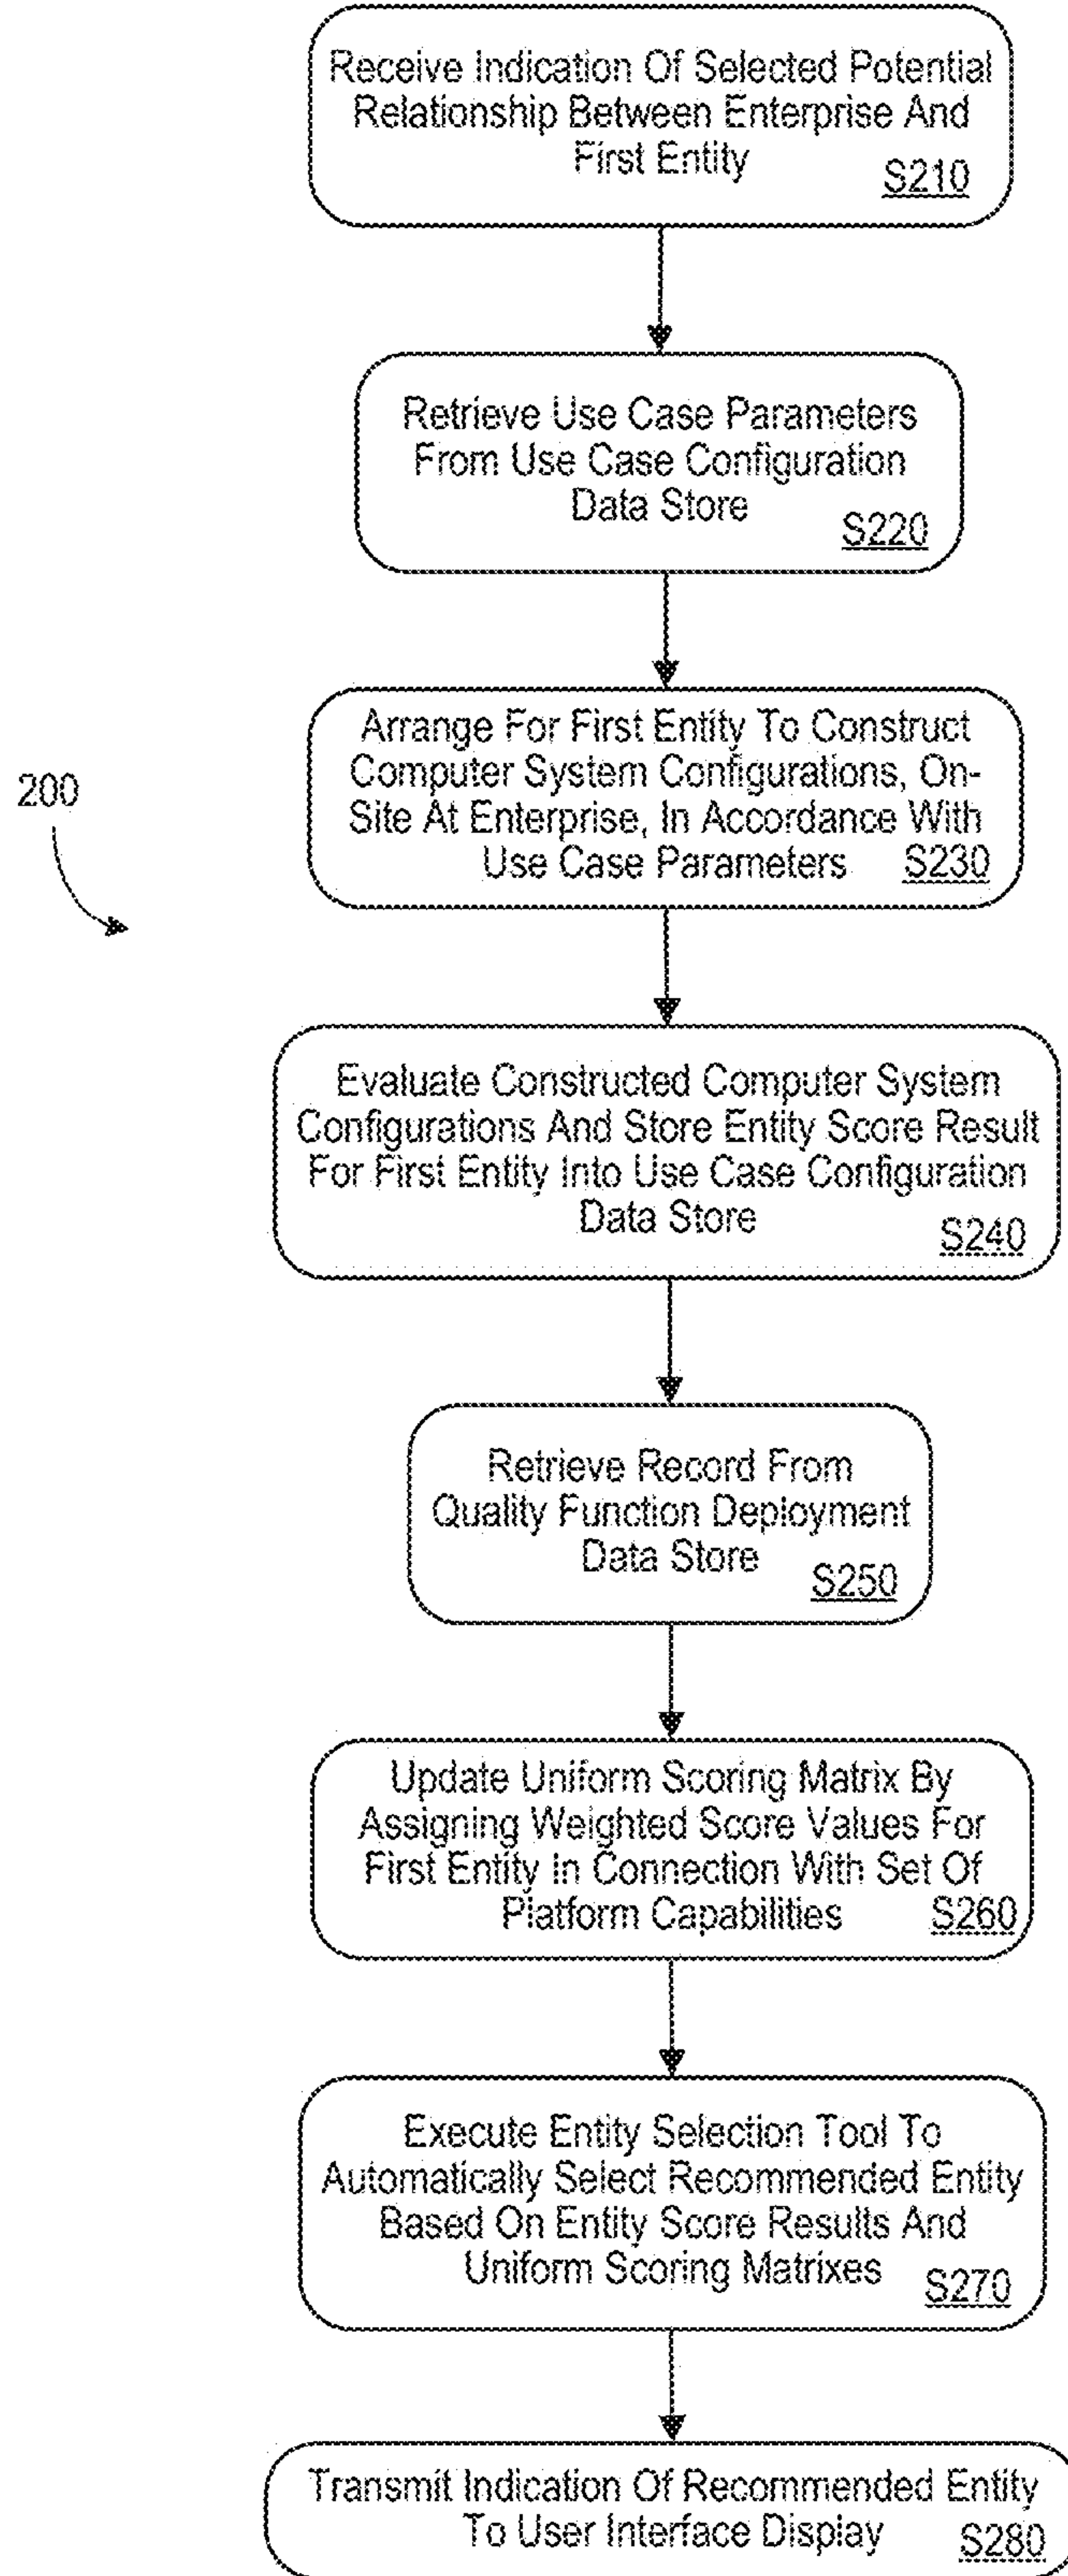 Receive Indication Of Selected Potential
Relationship Between Enterprise And
First Entity
S210
Retrieve Use Case Parameters
From Use Case Configuration
Data Store
S220
Arrange For First Entity To Construct
Computer System Configurations, On-
Site At Enterprise, In Accordance With
Use Case Parameters S230
200
Evaluate Constructed Computer System
Configurations And Store Entity Score Result
For First Entity Into Use Case Configuration
Data Store
S240
Retrieve Record From
Quality Function Deployment
Data Store
S250
Update Uniform Scoring Matrix By
Assigning Weighted Score Values For
First Entity In Connection With Set Of
Platform Capabilities S260
Execute Entity Selection Tool To
Automatically Select Recommended Entity
Based On Entity Score Results And
Uniform Scoring Matrixes
S270
Transmit Indication Of Recommended Entity
To User Interface Display S280